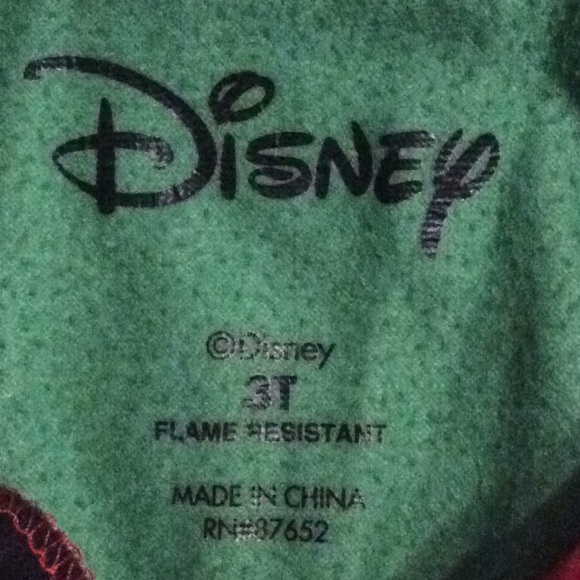 Disney
©Disney
3T
FLAME RESISTANT
MADE IN CHINA
RN#87652